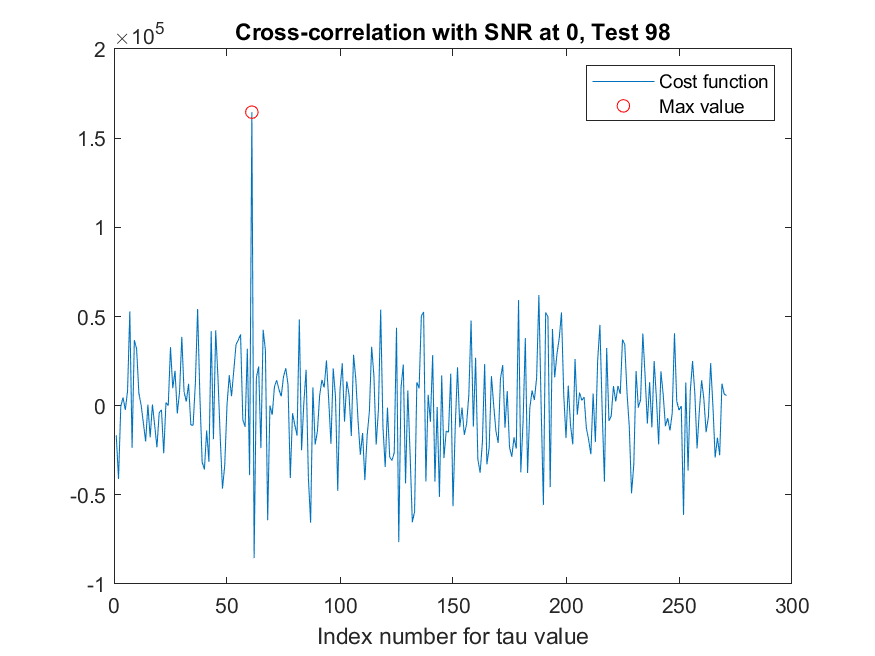 Cross-correlation with SNR at 0, Test 98
×10^5
Cost function
Max value
2
1.5
1
0.5
0
-0.5
-1
0 50 100 150 200 250 300
Index number for tau value